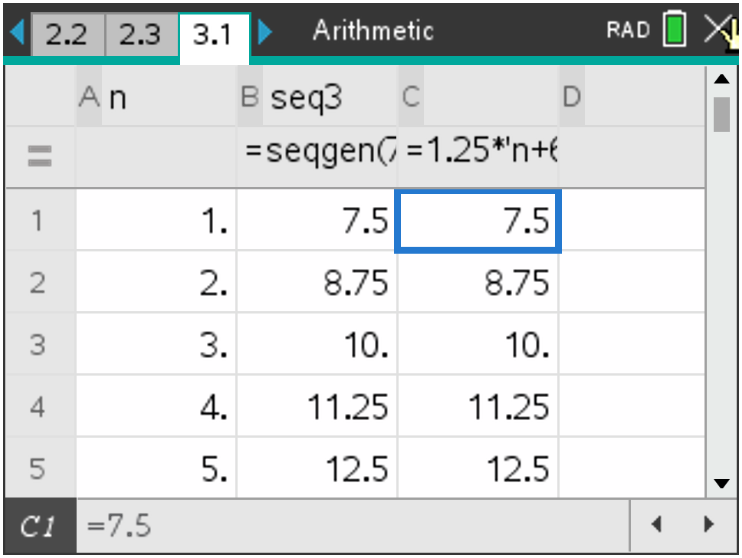 2.2 2.3 3.1 Arithmetic RAD
A n B seq3 C D
= =seqgen(7 =1.25*'n+6
1 1. 7.5 7.5
2 2. 8.75 8.75
3 3. 10. 10.
4 4. 11.25 11.25
5 5. 12.5 12.5
C1 =7.5